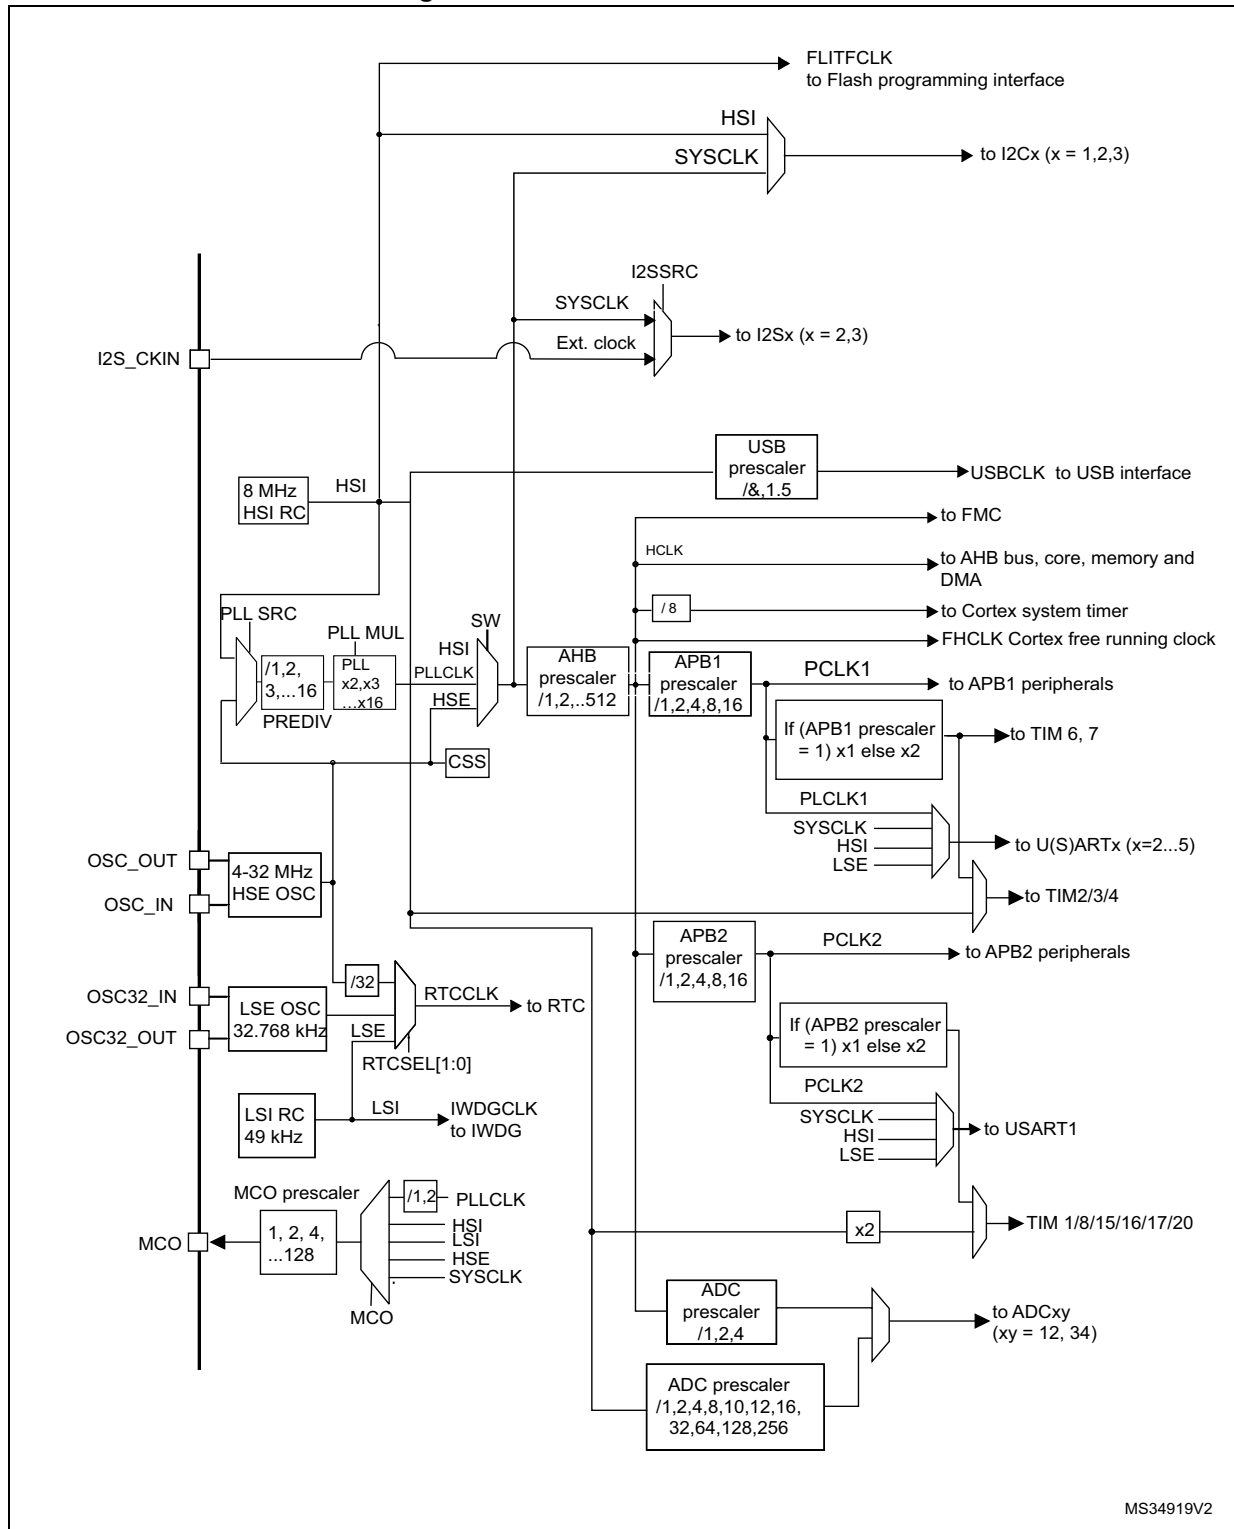 FLITFCLK
to Flash programming interface
HSI
SYSCLK
to I2Cx (x = 1,2,3)
I2SSRC
SYSCLK
to I2Sx (x = 2,3)
Ext. clock
I2S_CKIN
USB
prescaler
/&,1.5
USBCLK to USB interface
8 MHz
HSI RC
HSI
to FMC
HCLK
to AHB bus, core, memory and
DMA
/ 8
to Cortex system timer
FHCLK Cortex free running clock
PLL SRC
PLL MUL
SW
/1,2,
3,...16
PREDIV
PLL
x2,x3
...x16
HSI
PLLCLK
HSE
AHB
prescaler
/1,2,..512
APB1
prescaler
/1,2,4,8,16
PCLK1
to APB1 peripherals
If (APB1 prescaler
= 1) x1 else x2
to TIM 6, 7
CSS
PLCLK1
SYSCLK
HSI
LSE
to U(S)ARTx (x=2...5)
OSC_OUT
OSC_IN
4-32 MHz
HSE OSC
to TIM2/3/4
APB2
prescaler
/1,2,4,8,16
PCLK2
to APB2 peripherals
/32
OSC32_IN
OSC32_OUT
LSE OSC
32.768 kHz
LSE
RTCCLK
to RTC
RTCSEL[1:0]
If (APB2 prescaler
= 1) x1 else x2
PCLK2
SYSCLK
HSI
LSE
to USART1
LSI RC
49 kHz
LSI
IWDGCLK
to IWDG
MCO prescaler
/1,2
PLLCLK
HSI
LSI
HSE
SYSCLK
MCO
1, 2, 4,
...128
MCO
x2
TIM 1/8/15/16/17/20
ADC
prescaler
/1,2,4
to ADCxy
(xy = 12, 34)
ADC prescaler
/1,2,4,8,10,12,16,
32,64,128,256
MS34919V2